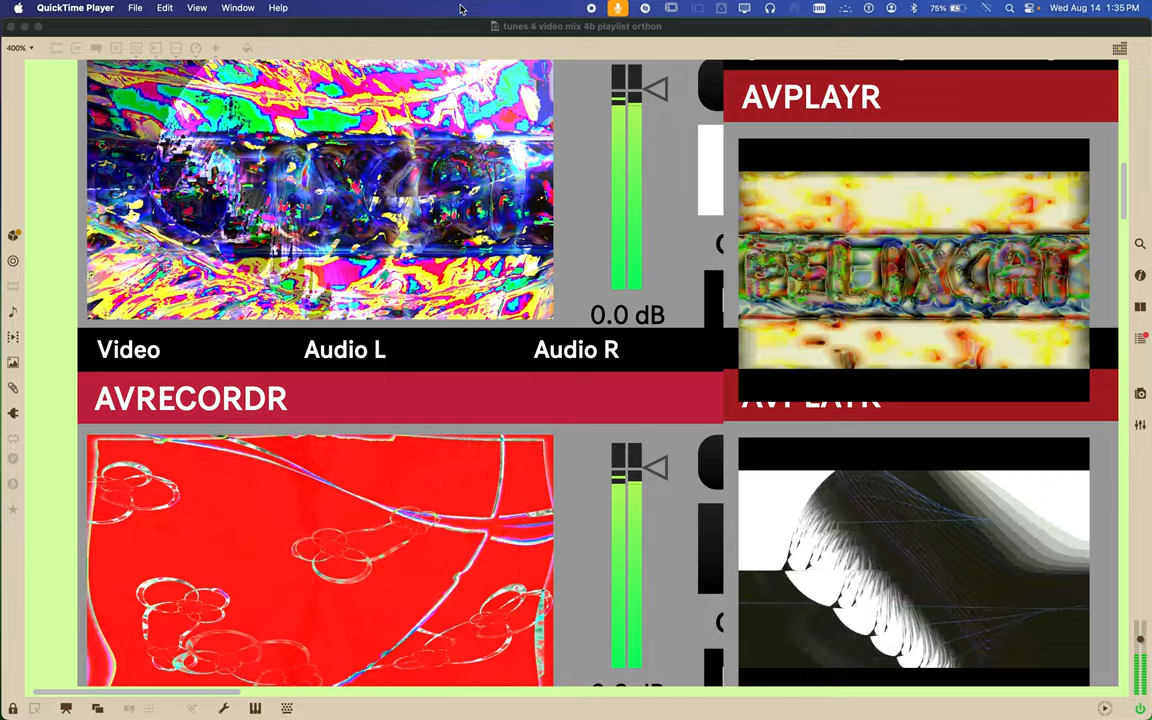 QuickTime Player File Edit View Window Help
75% Wed Aug 14 1:35 PM
tunes 4 video mix 4b playlist orthon
400%
AVPLAYR
0.0 dB
Video Audio L Audio R
AVRECORDR
AVPLAYR